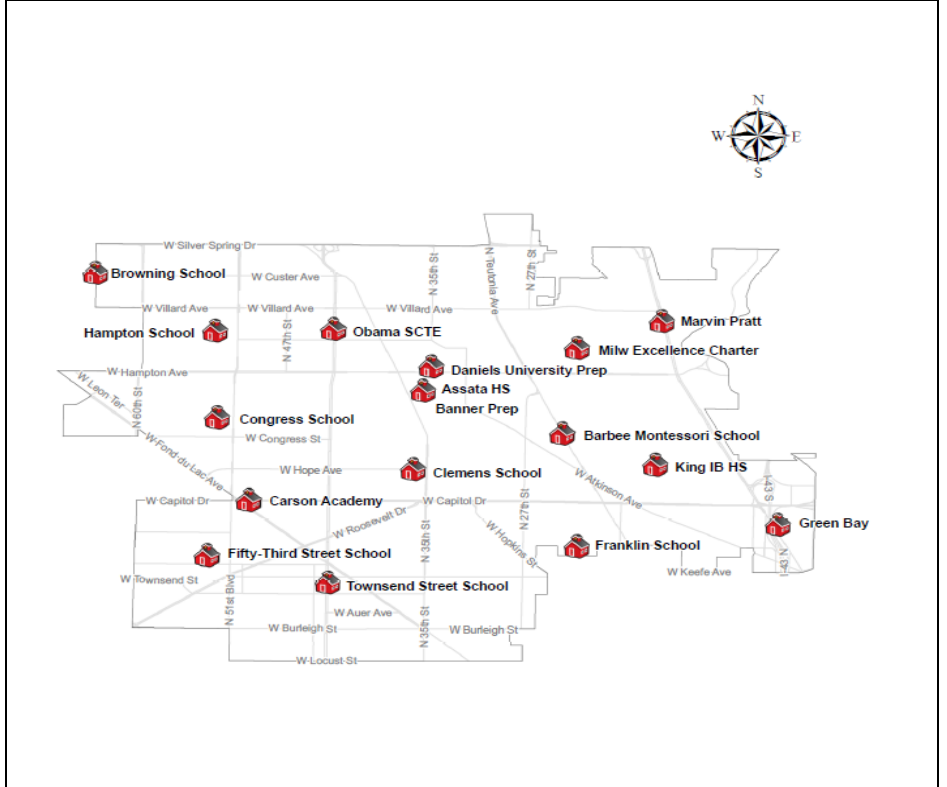 N
W E
S
W Silver Spring Dr
N Teutonia Ave
N 27th St
N 35th St
Browning School
W Custer Ave
W Villard Ave
W Villard Ave
W Villard Ave
Marvin Pratt
Hampton School
N 47th St
Obama SCTE
Milw Excellence Charter
W Hampton Ave
Daniels University Prep
W Leon Ter
N 60th St
Assata HS
Banner Prep
Congress School
W Congress St
Barbee Montessori School
W Fond du Lac Ave
W Hope Ave
Clemens School
King IB HS
W Atkinson Ave
I-43 S
W Capitol Dr
Carson Academy
W Capitol Dr
N 27th St
W Roosevelt Dr
Green Bay
W Hopkins St
N 35th St
Franklin School
Fifty-Third Street School
I-43 N
W Keefe Ave
W Townsend St
N 51st Blvd
Townsend Street School
W Auer Ave
W Burleigh St
N 35th St
W Burleigh St
W Locust St